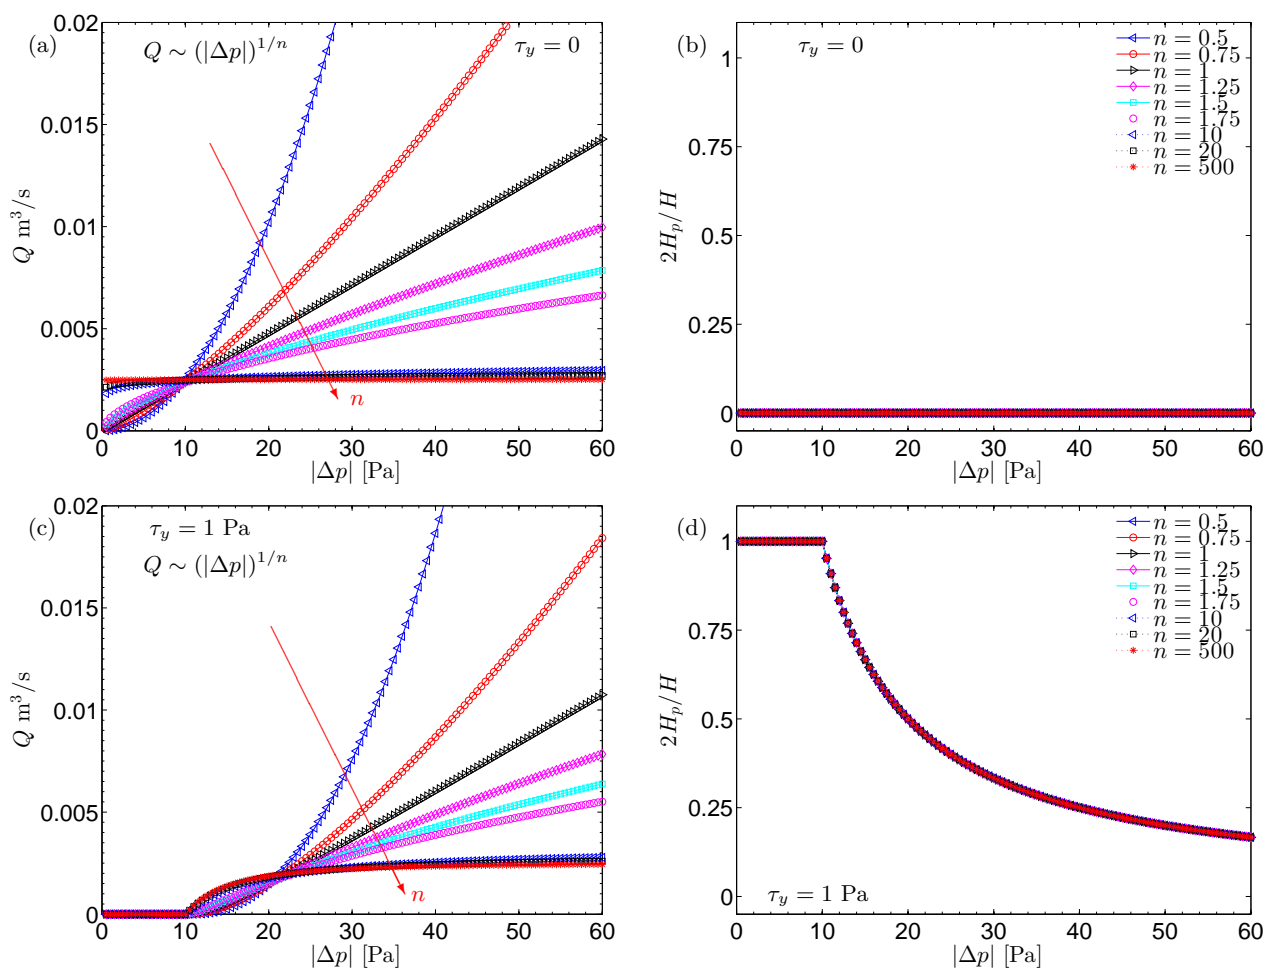 (a)
Q ∼ (|Δp|)^{1/n}
τ_y = 0
0.02
0.015
0.01
0.005
0
Q m³/s
n
0 10 20 30 40 50 60
|Δp| [Pa]
(b)
τ_y = 0
1
0.75
0.5
0.25
0
2H_p/H
n = 0.5
n = 0.75
n = 1
n = 1.25
n = 1.5
n = 1.75
n = 10
n = 20
n = 500
0 10 20 30 40 50 60
|Δp| [Pa]
(c)
τ_y = 1 Pa
Q ∼ (|Δp|)^{1/n}
0.02
0.015
0.01
0.005
0
Q m³/s
n
0 10 20 30 40 50 60
|Δp| [Pa]
(d)
1
0.75
0.5
0.25
0
2H_p/H
n = 0.5
n = 0.75
n = 1
n = 1.25
n = 1.5
n = 1.75
n = 10
n = 20
n = 500
τ_y = 1 Pa
0 10 20 30 40 50 60
|Δp| [Pa]